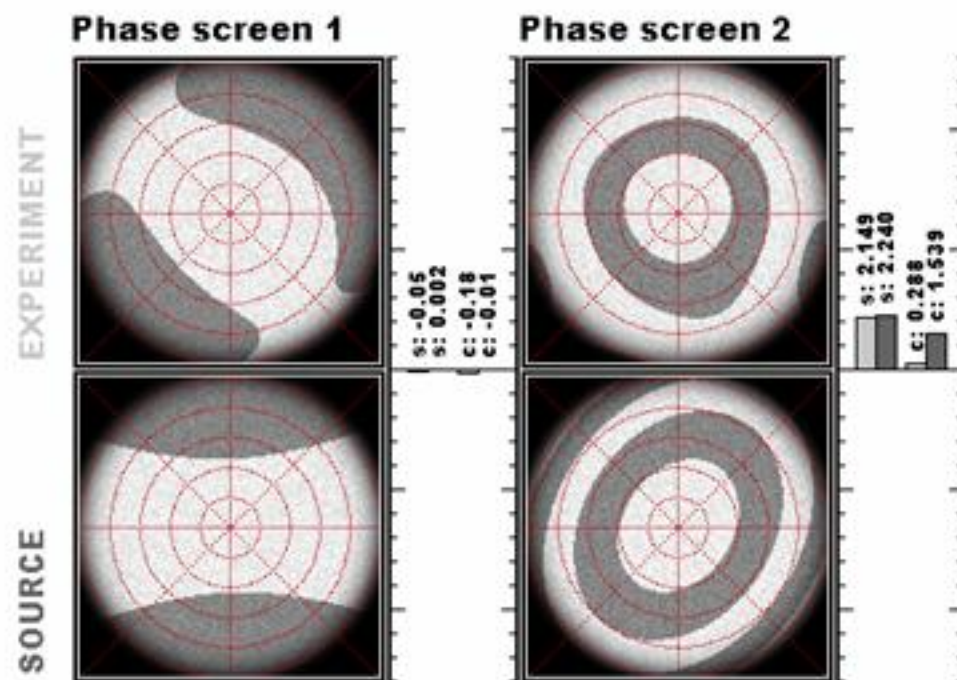 Phase screen 1
Phase screen 2
EXPERIMENT
s: -0.05
s: 0.002
c: -0.18
c: -0.01
s: 2.149
s: 2.240
c: 0.288
c: 1.539
SOURCE